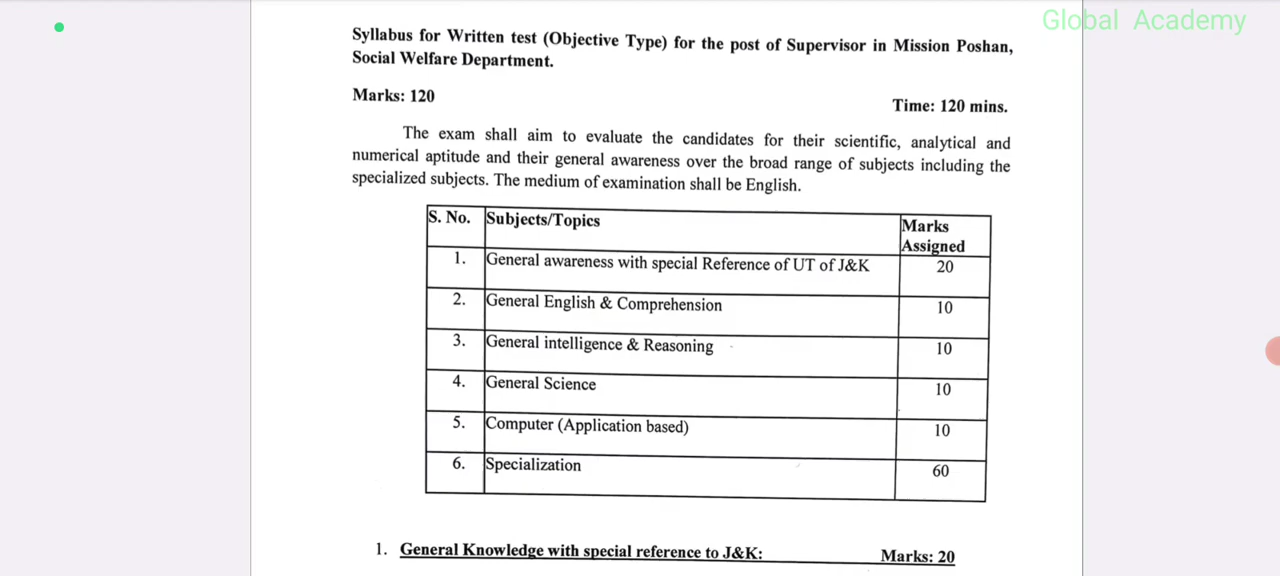 Global Academy
Syllabus for Written test (Objective Type) for the post of Supervisor in Mission Poshan,
Social Welfare Department.
Marks: 120
Time: 120 mins.
The exam shall aim to evaluate the candidates for their scientific, analytical and
numerical aptitude and their general awareness over the broad range of subjects including the
specialized subjects. The medium of examination shall be English.
S. No. Subjects/Topics Marks
Assigned
1. General awareness with special Reference of UT of J&K 20
2. General English & Comprehension 10
3. General intelligence & Reasoning 10
4. General Science 10
5. Computer (Application based) 10
6. Specialization 60
1. General Knowledge with special reference to J&K: Marks: 20